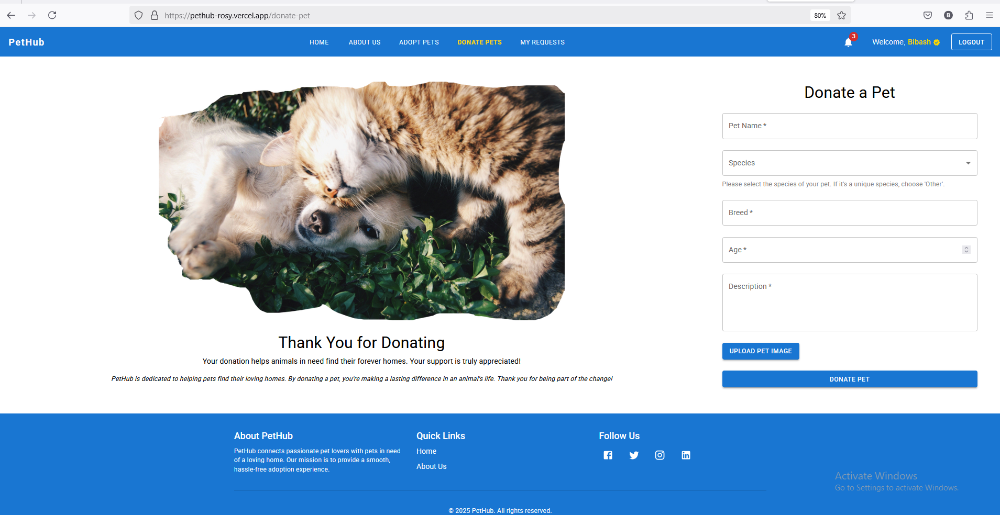 https://pethub-rosy.vercel.app/donate-pet
80%
B
PetHub
HOME
ABOUT US
ADOPT PETS
DONATE PETS
MY REQUESTS
3
Welcome, Bibash
LOGOUT
Donate a Pet
Pet Name *
Species
Please select the species of your pet. If it's a unique species, choose 'Other'.
Breed *
Age *
Description *
UPLOAD PET IMAGE
DONATE PET
Thank You for Donating
Your donation helps animals in need find their forever homes. Your support is truly appreciated!
PetHub is dedicated to helping pets find their loving homes. By donating a pet, you're making a lasting difference in an animal's life. Thank you for being part of the change!
About PetHub
PetHub connects passionate pet lovers with pets in need
of a loving home. Our mission is to provide a smooth,
hassle-free adoption experience.
Quick Links
Home
About Us
Follow Us
Activate Windows
Go to Settings to activate Windows.
© 2025 PetHub. All rights reserved.